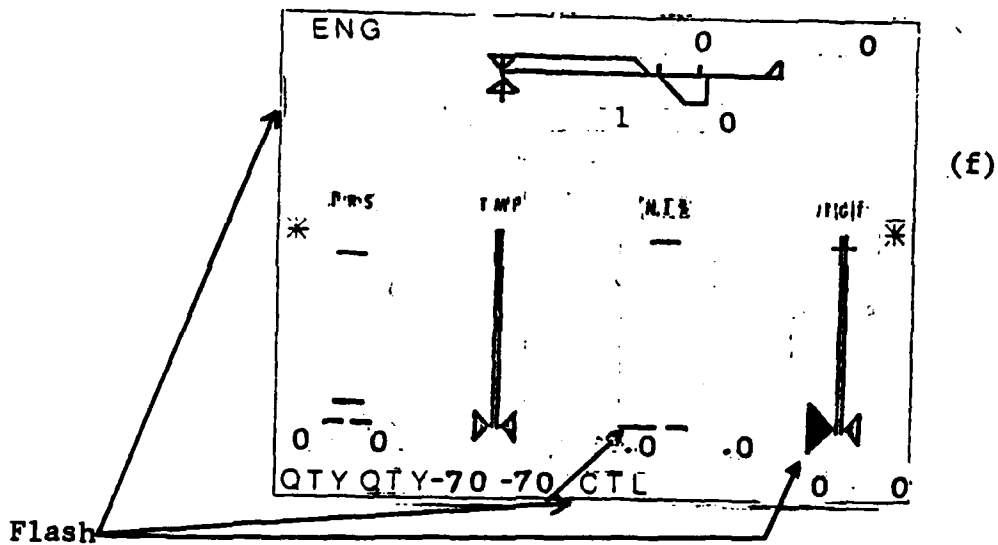 ENG
0 0
1 0
(f)
P R S TMP
* *
0 0 .0 .0
QTY QTY-70 -70 CTL
0 0
Flash